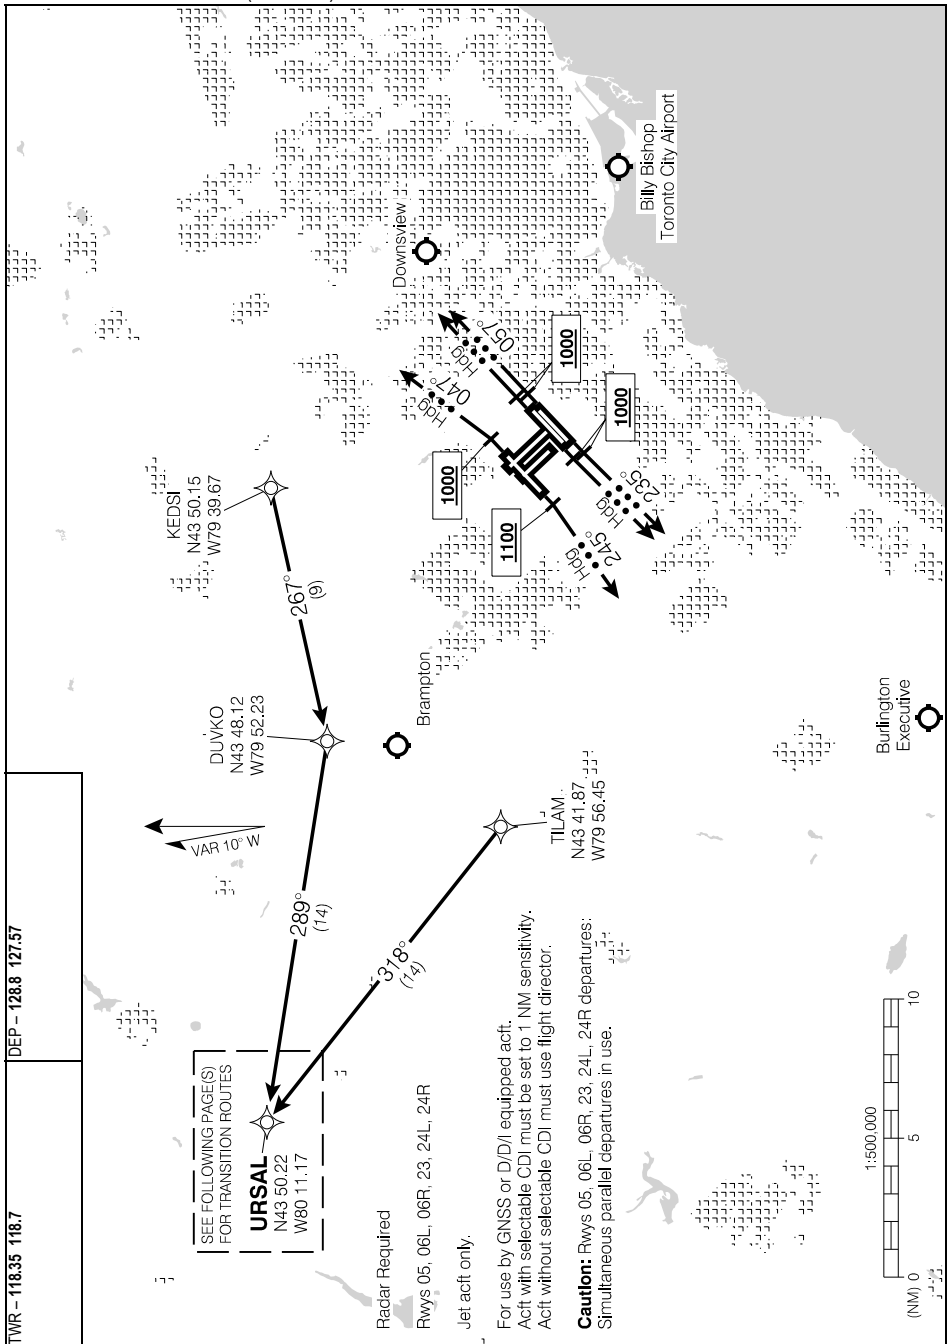 TWR – 118.35 118.7
DEP – 128.8 127.57
SEE FOLLOWING PAGE(S)
FOR TRANSITION ROUTES
URSAL
N43 50.22
W80 11.17
VAR 10° W
289°
(14)
318°
(14)
DUVKO
N43 48.12
W79 52.23
267°
(9)
KEDSI
N43 50.15
W79 39.67
TILAM
N43 41.87
W79 56.45
Brampton
Downsview
Billy Bishop
Toronto City Airport
Burlington
Executive
Hdg
047°
Hdg
057°
1000
1000
1000
1100
Hdg
245°
Hdg
235°
Radar Required
Rwys 05, 06L, 06R, 23, 24L, 24R
Jet acft only.
For use by GNSS or D/D/I equipped acft.
Acft with selectable CDI must be set to 1 NM sensitivity.
Acft without selectable CDI must use flight director.
Caution: Rwys 05, 06L, 06R, 23, 24L, 24R departures:
Simultaneous parallel departures in use.
1:500,000
(NM) 0 5 10